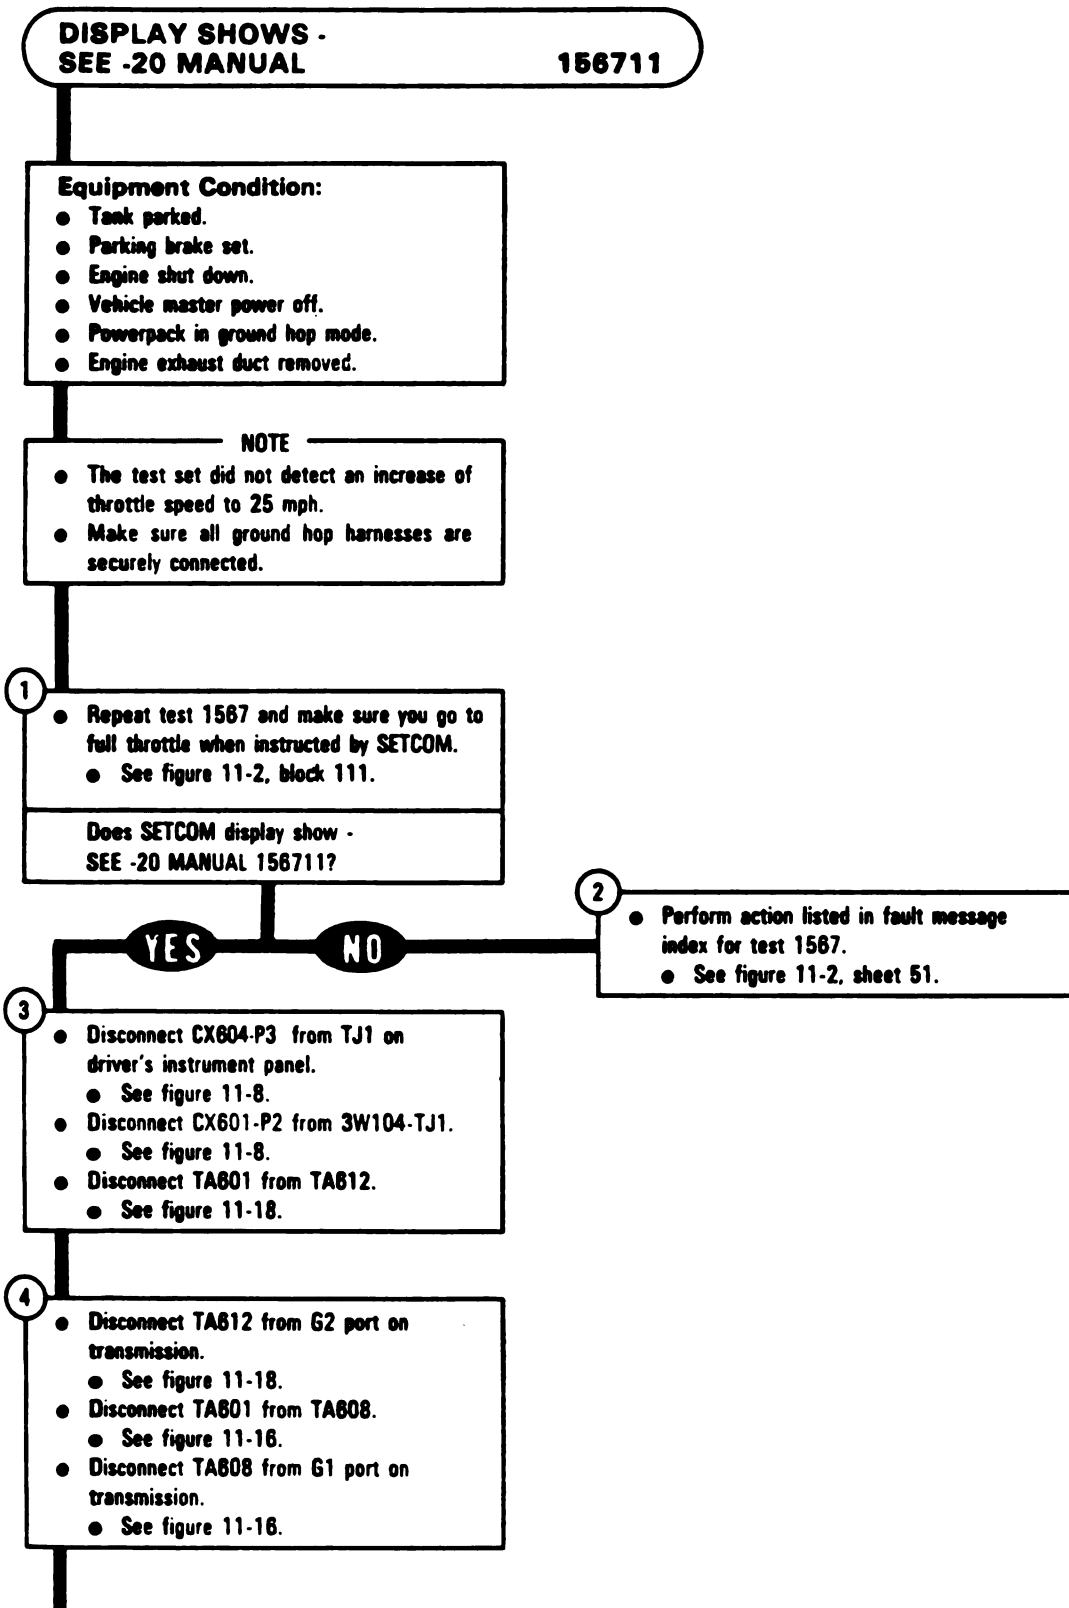 DISPLAY SHOWS -
SEE -20 MANUAL 156711
Equipment Condition:
● Tank parked.
● Parking brake set.
● Engine shut down.
● Vehicle master power off.
● Powerpack in ground hop mode.
● Engine exhaust duct removed.
NOTE
● The test set did not detect an increase of
throttle speed to 25 mph.
● Make sure all ground hop harnesses are
securely connected.
1
● Repeat test 1567 and make sure you go to
full throttle when instructed by SETCOM.
● See figure 11-2, block 111.
Does SETCOM display show -
SEE -20 MANUAL 156711?
YES NO
2
● Perform action listed in fault message
index for test 1567.
● See figure 11-2, sheet 51.
3
● Disconnect CX604-P3 from TJ1 on
driver's instrument panel.
● See figure 11-8.
● Disconnect CX601-P2 from 3W104-TJ1.
● See figure 11-8.
● Disconnect TA601 from TA612.
● See figure 11-18.
4
● Disconnect TA612 from G2 port on
transmission.
● See figure 11-18.
● Disconnect TA601 from TA608.
● See figure 11-16.
● Disconnect TA608 from G1 port on
transmission.
● See figure 11-16.